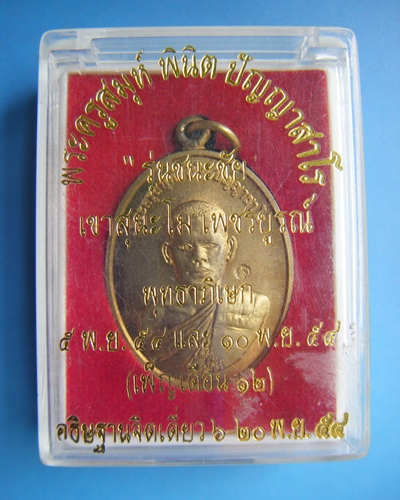 พระครูสมุห์ พินิต ปัญญาสาโร
"รุ่นชนะชัย
เขาสุนะโม เพชรบูรณ์
พุทธาภิเษก
๕ พ.ย. ๕๔ และ ๑๐ พ.ย. ๕๔
(เพ็ญเดือน ๑๒)
อธิษฐานจิตเดียว ๖-๒๐ พ.ย. ๕๔